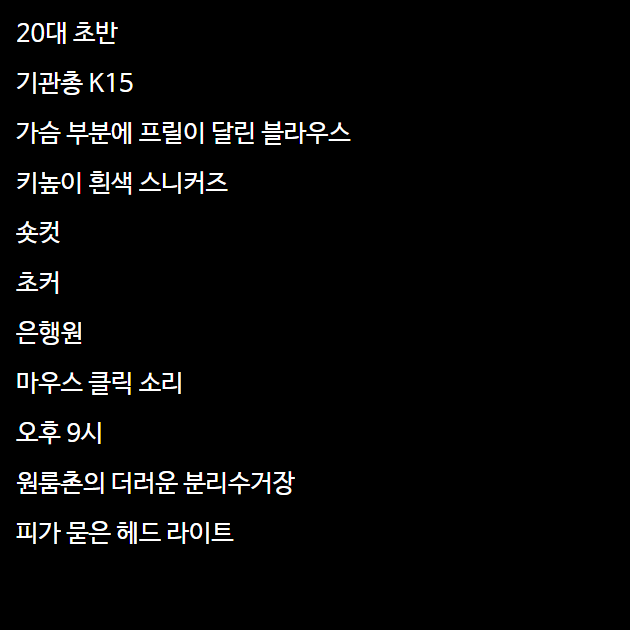 20대 초반
기관총 K15
가슴 부분에 프릴이 달린 블라우스
키높이 흰색 스니커즈
숏컷
초커
은행원
마우스 클릭 소리
오후 9시
원룸촌의 더러운 분리수거장
피가 묻은 헤드 라이트